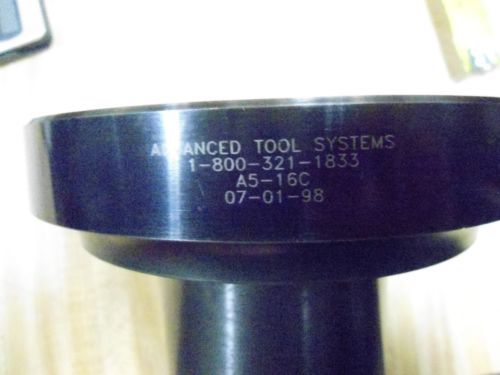 ADVANCED TOOL SYSTEMS
1-800-321-1833
A5-16C
07-01-98